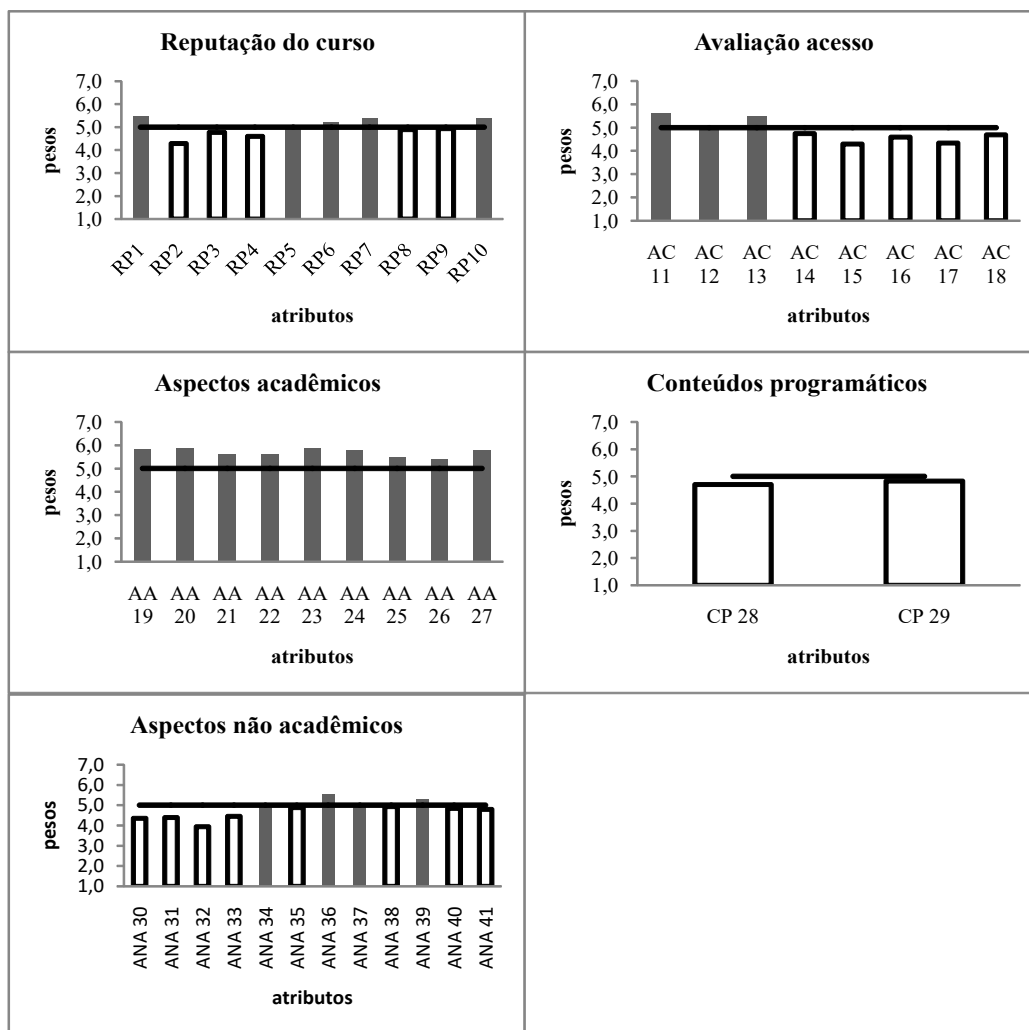 Reputação do curso
pesos
7,0
6,0
5,0
4,0
3,0
2,0
1,0
RP1 RP2 RP3 RP4 RP5 RP6 RP7 RP8 RP9 RP10
atributos
Avaliação acesso
pesos
7,0
6,0
5,0
4,0
3,0
2,0
1,0
AC AC AC AC AC AC AC AC
11 12 13 14 15 16 17 18
atributos
Aspectos acadêmicos
pesos
7,0
6,0
5,0
4,0
3,0
2,0
1,0
AA AA AA AA AA AA AA AA AA
19 20 21 22 23 24 25 26 27
atributos
Conteúdos programáticos
pesos
7,0
6,0
5,0
4,0
3,0
2,0
1,0
CP 28 CP 29
atributos
Aspectos não acadêmicos
pesos
7,0
6,0
5,0
4,0
3,0
2,0
1,0
ANA 30
ANA 31
ANA 32
ANA 33
ANA 34
ANA 35
ANA 36
ANA 37
ANA 38
ANA 39
ANA 40
ANA 41
atributos